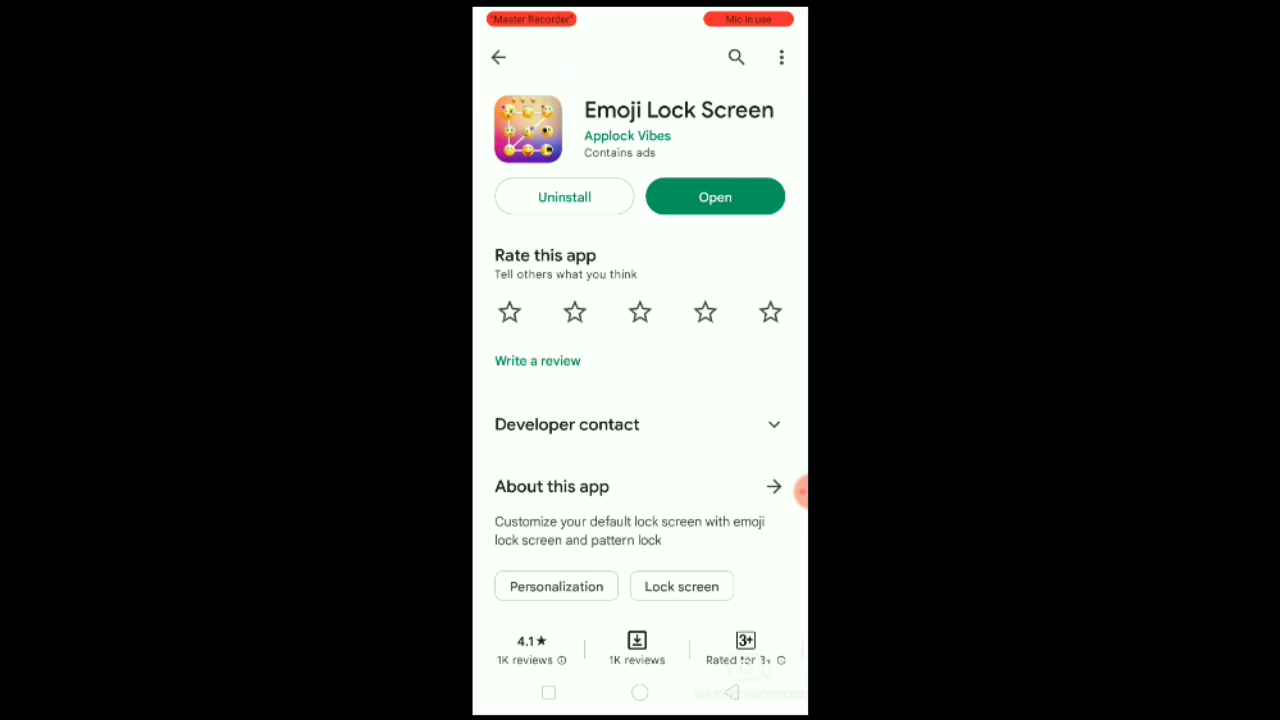 "Master Recorder"
Mic in use
Emoji Lock Screen
Applock Vibes
Contains ads
Uninstall
Open
Rate this app
Tell others what you think
Write a review
Developer contact
About this app
Customize your default lock screen with emoji
lock screen and pattern lock
Personalization
Lock screen
4.1★
3+
1K reviews
1K reviews
Rated for 3+
MASTER RECORDER